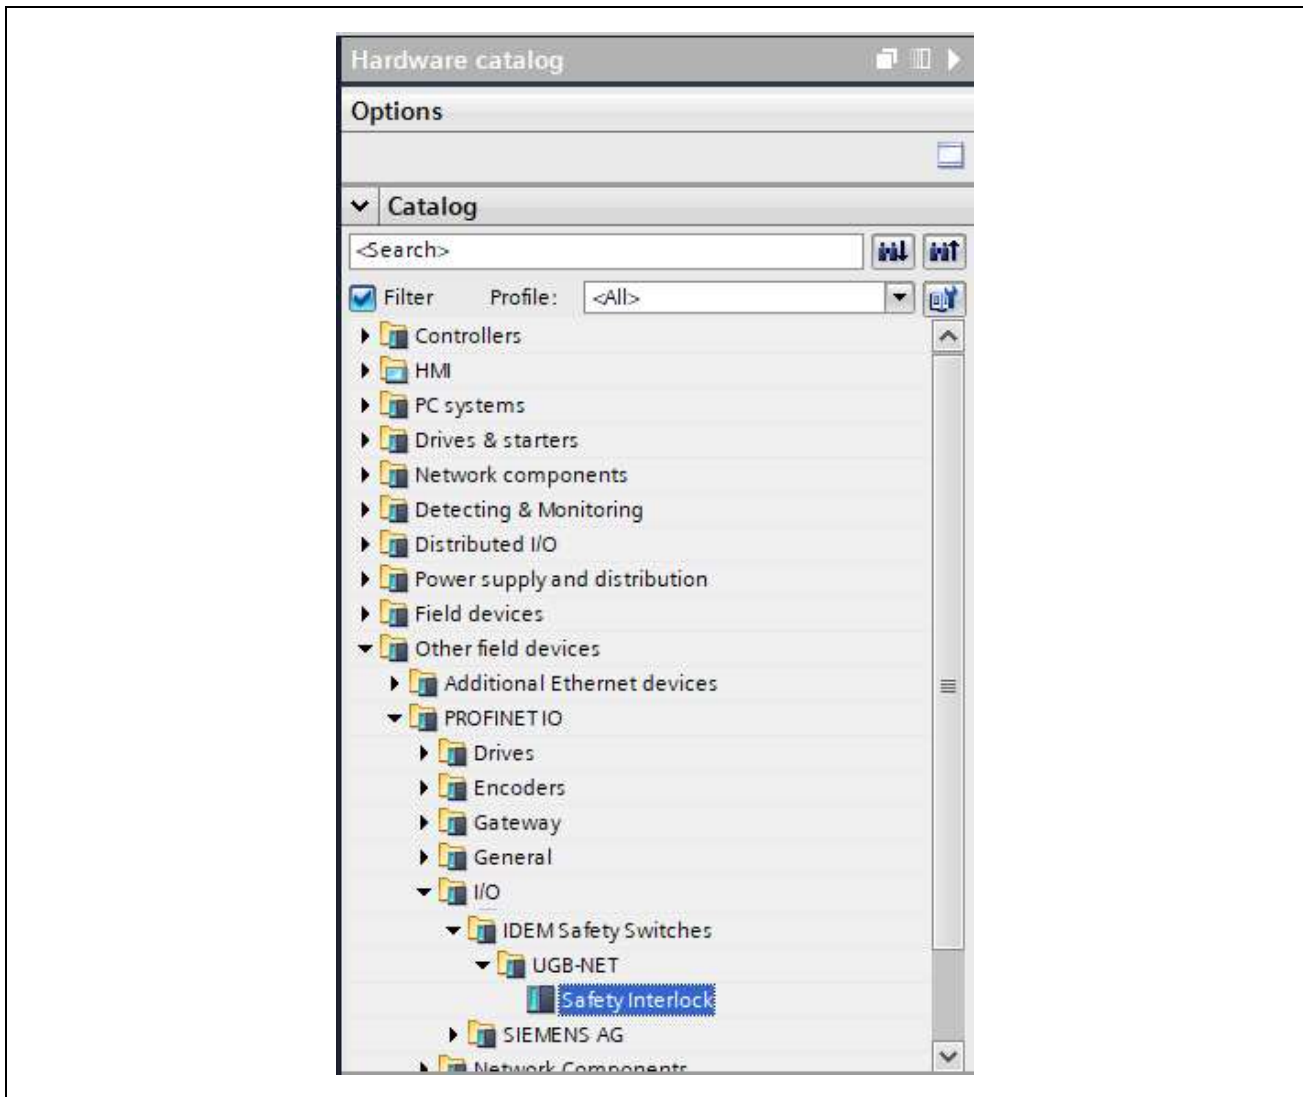 Hardware catalog
Options
Catalog
<Search>
Filter Profile: <All>
Controllers
HMI
PC systems
Drives & starters
Network components
Detecting & Monitoring
Distributed I/O
Power supply and distribution
Field devices
Other field devices
Additional Ethernet devices
PROFINET IO
Drives
Encoders
Gateway
General
I/O
IDEM Safety Switches
UGB-NET
Safety Interlock
SIEMENS AG
Network Components